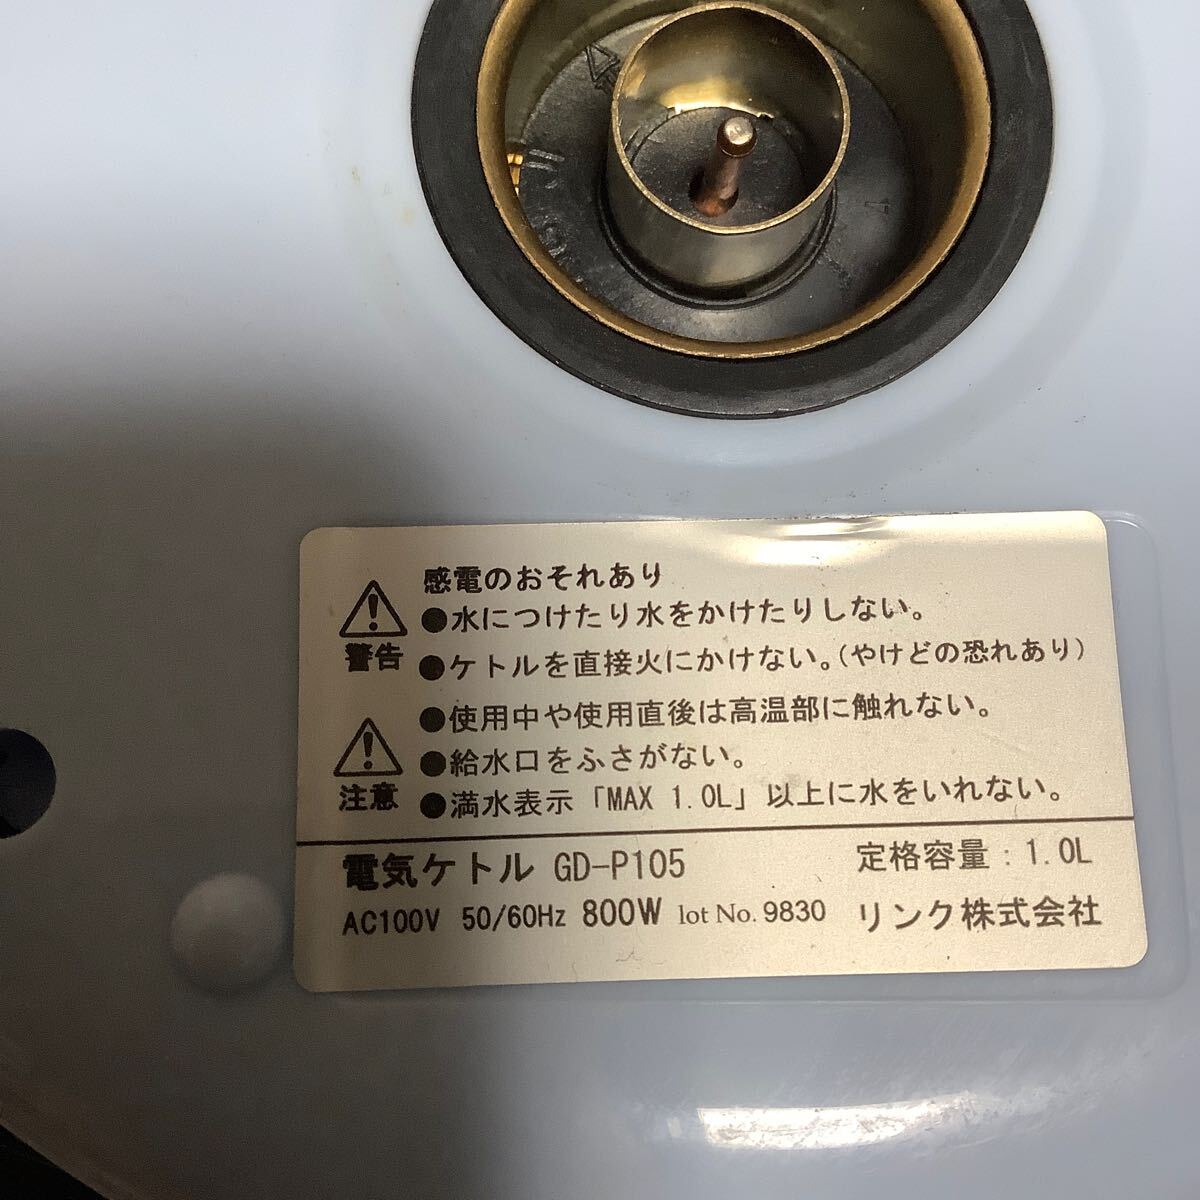 感電のおそれあり
●水につけたり水をかけたりしない。
警告
●ケトルを直接火にかけない。(やけどの恐れあり)
●使用中や使用直後は高温部に触れない。
●給水口をふさがない。
注意
●満水表示「MAX 1.0L」以上に水をいれない。
電気ケトル GD-P105 定格容量：1.0L
AC100V 50/60Hz 800W lot No. 9830 リンク株式会社